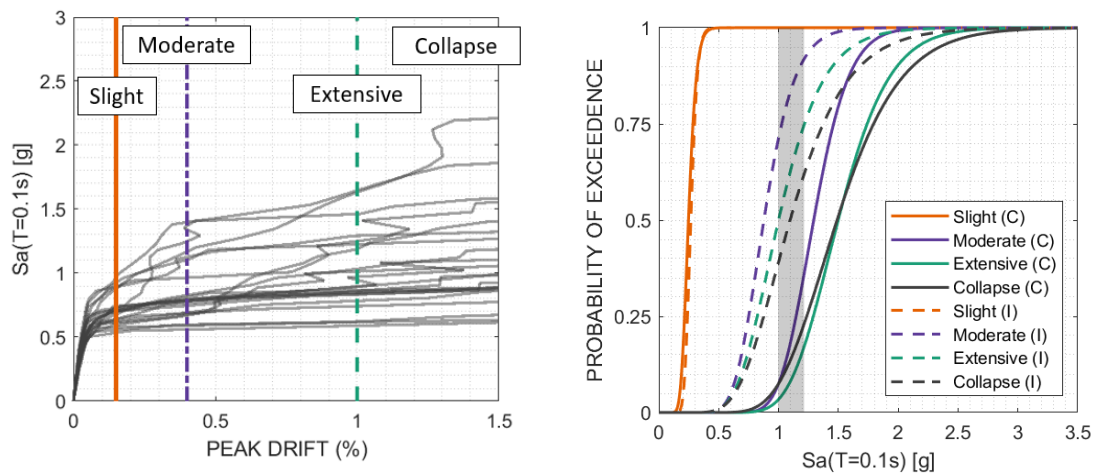 3
2.5
2
1.5
1
0.5
0
Sa(T=0.1s) [g]
Moderate
Collapse
Slight
Extensive
0
0.5
1
1.5
PEAK DRIFT (%)
1
0.75
0.5
0.25
0
PROBABILITY OF EXCEEDENCE
Slight (C)
Moderate (C)
Extensive (C)
Collapse (C)
Slight (I)
Moderate (I)
Extensive (I)
Collapse (I)
0
0.5
1
1.5
2
2.5
3
3.5
Sa(T=0.1s) [g]